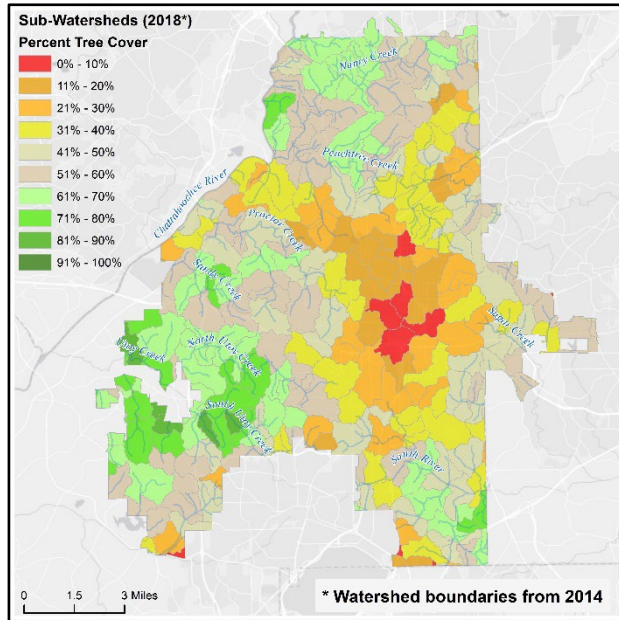 Sub-Watersheds (2018*)
Percent Tree Cover
0% - 10%
11% - 20%
21% - 30%
31% - 40%
41% - 50%
51% - 60%
61% - 70%
71% - 80%
81% - 90%
91% - 100%
Nancy Creek
Peachtree Creek
Chattahoochee River
Proctor Creek
Sandy Creek
Sugar Creek
Utoy Creek
North Utoy Creek
South Utoy Creek
South River
0 1.5 3 Miles
* Watershed boundaries from 2014